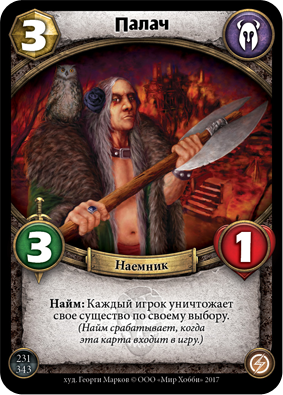 3
Палач
3
Наемник
1
Найм: Каждый игрок уничтожает
свое существо по своему выбору.
(Найм срабатывает, когда
эта карта входит в игру.)
231
343
худ. Георги Марков © ООО «Мир Хобби» 2017